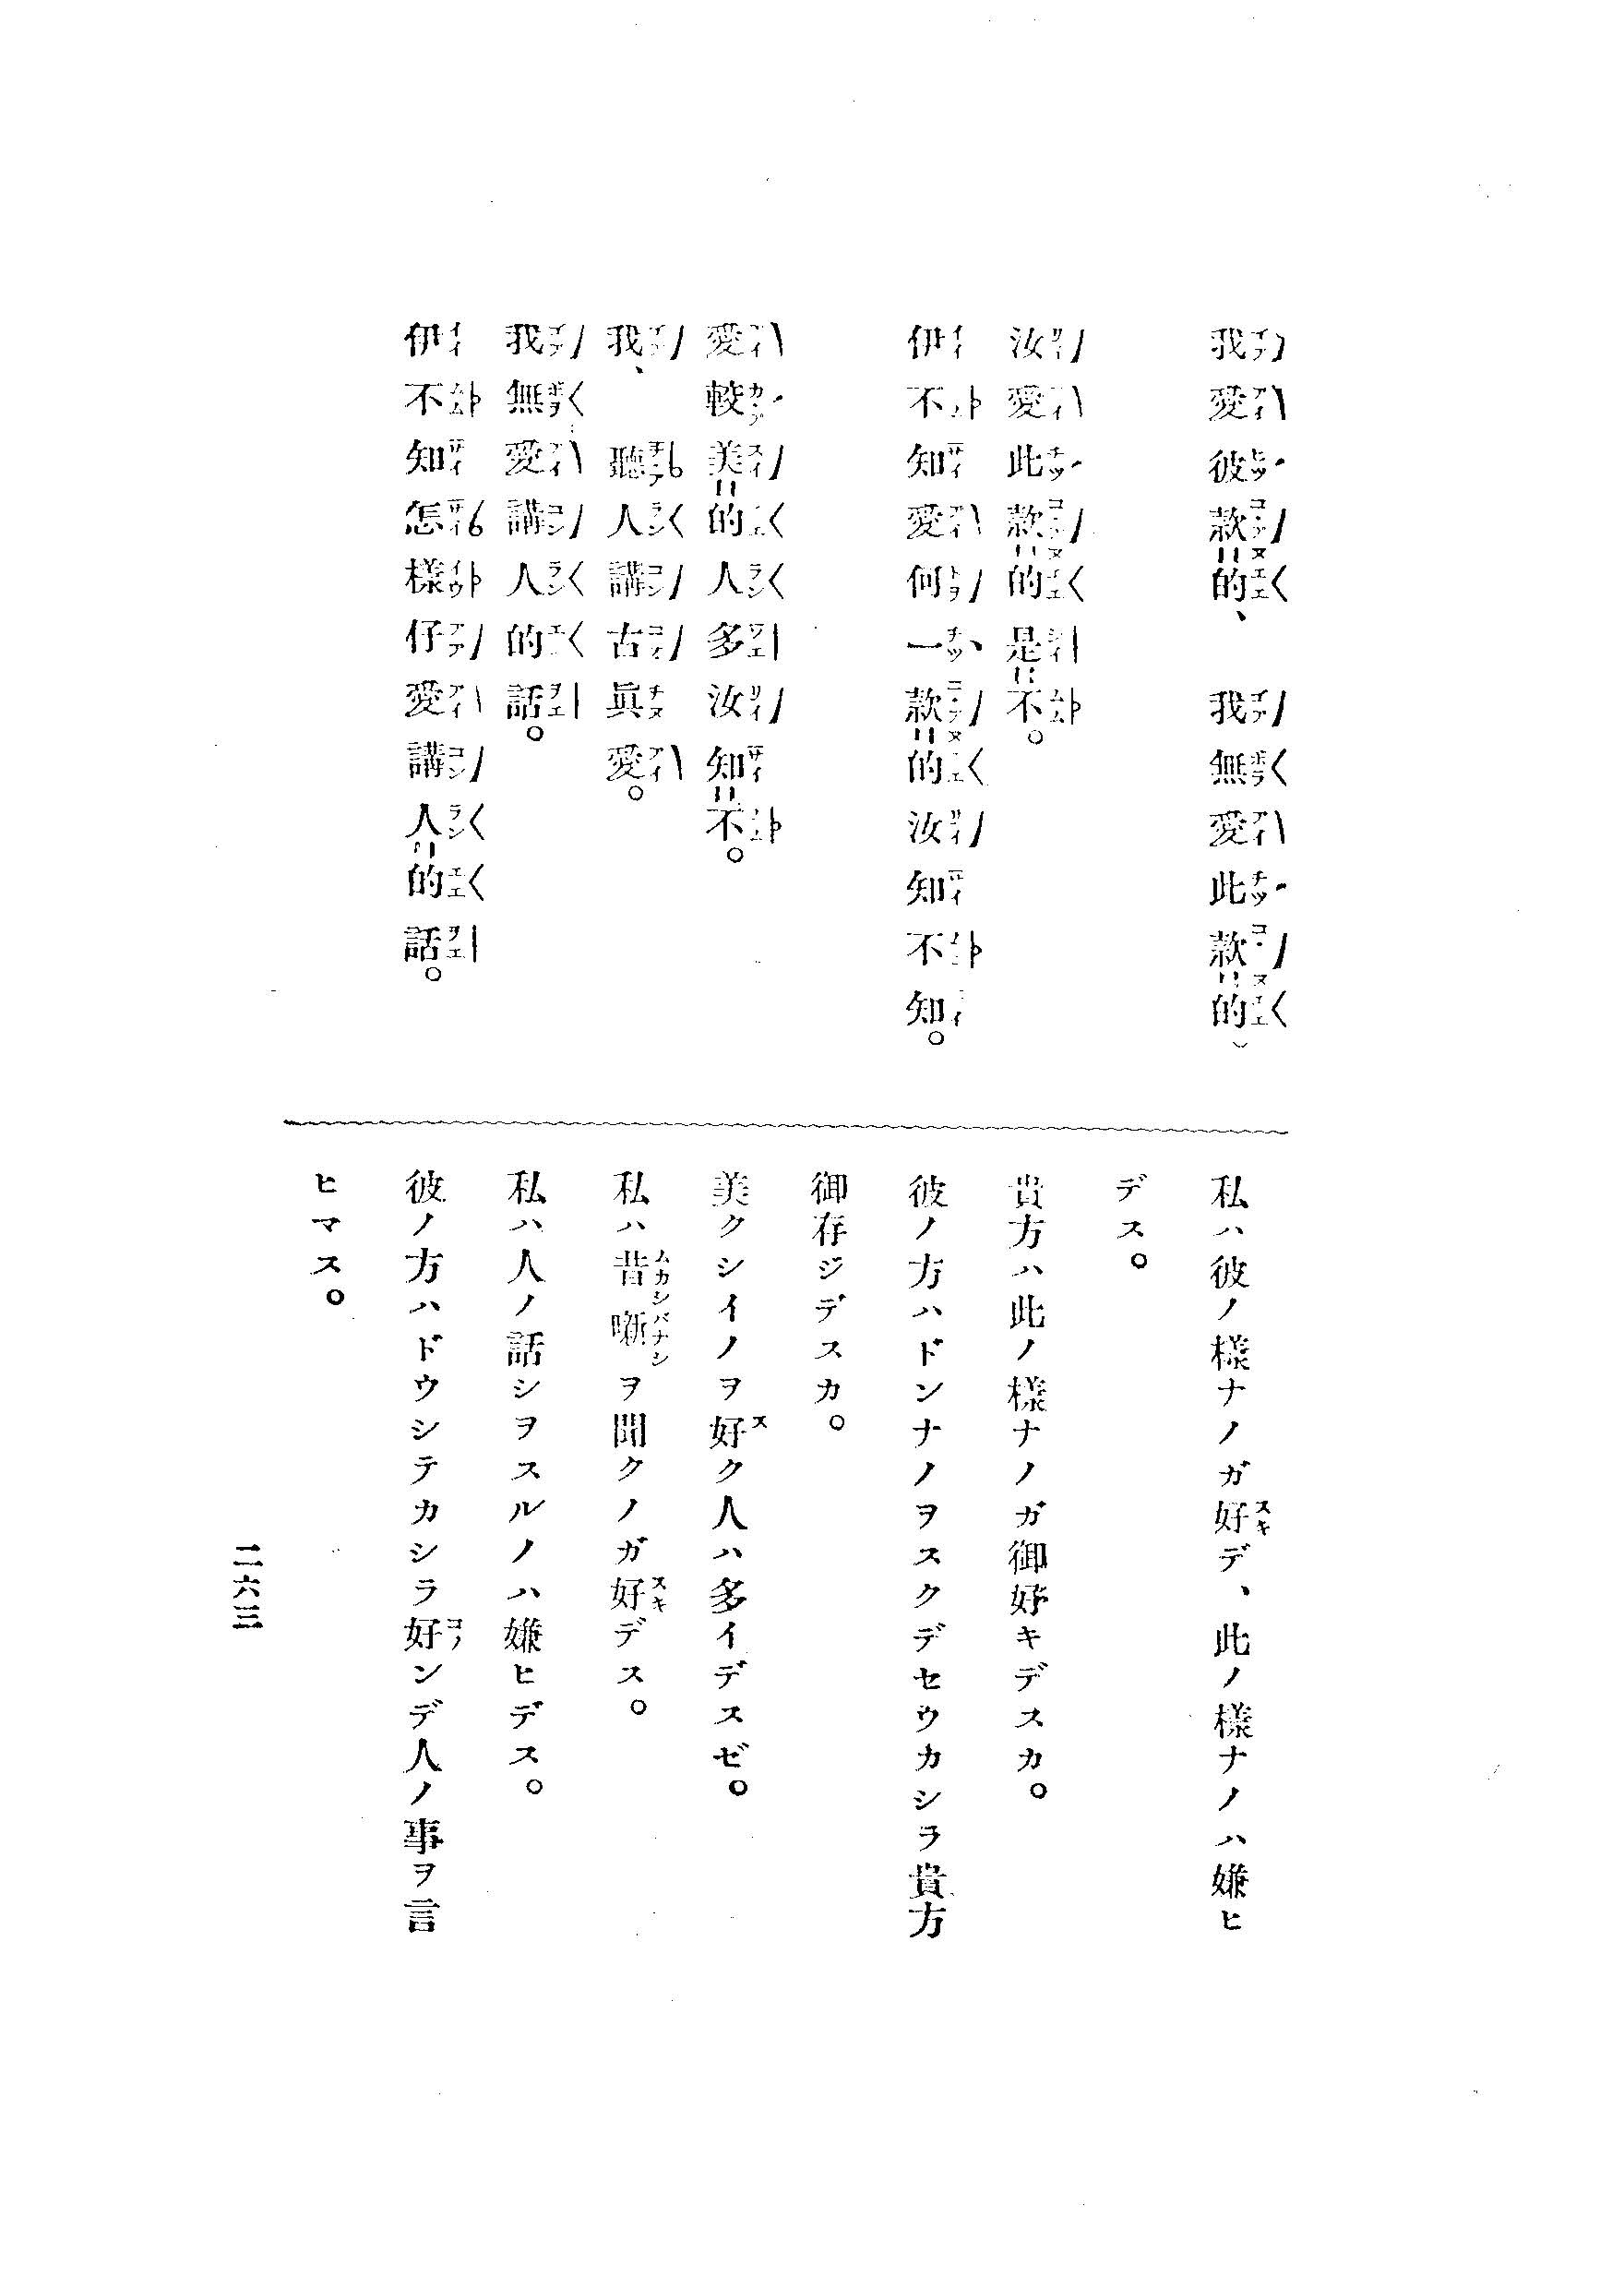 我愛彼款的、我無愛此款的、
汝愛此款的是不。
伊不知愛何一款的汝知不知。
愛較美的人多汝知不。
我、聽人講古眞愛。
我無愛講人的話。
伊不知怎樣仔愛講人的話。
私ハ彼ノ樣ナノガ好デ、此ノ樣ナノハ嫌ヒ
デス。
貴方ハ此ノ樣ナノガ御好キデスカ。
彼ノ方ハドンナノヲスクデセウカシラ貴方
御存ジデスカ。
美クシイノヲ好ク人ハ多イデスゼ。
私ハ昔噺ヲ聞クノガ好デス。
私ハ人ノ話シヲスルノハ嫌ヒデス。
彼ノ方ハドウシテカシラ好ンデ人ノ事ヲ言
ヒマス。
二六三